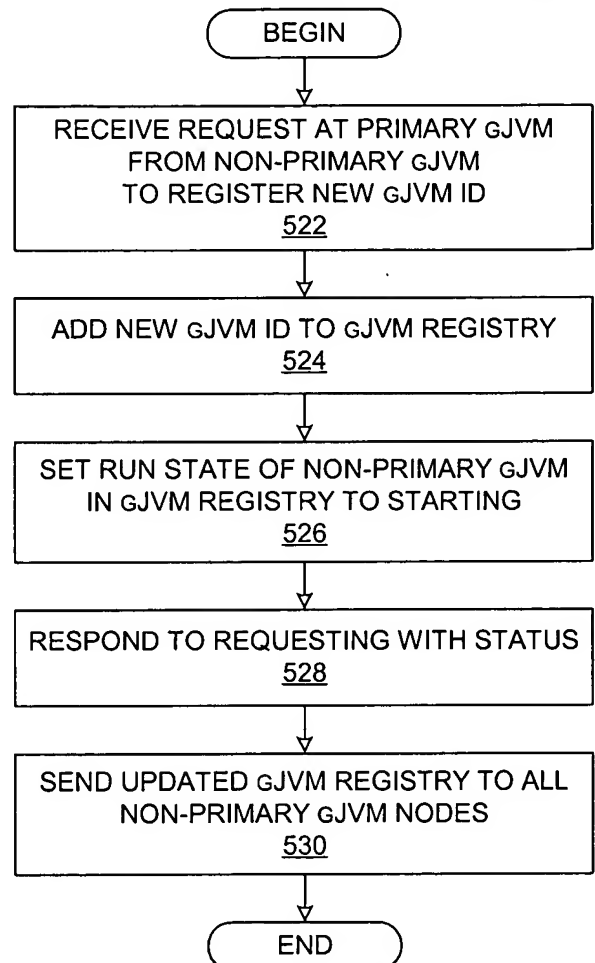 BEGIN
RECEIVE REQUEST AT PRIMARY GJVM
FROM NON-PRIMARY GJVM
TO REGISTER NEW GJVM ID
522
ADD NEW GJVM ID TO GJVM REGISTRY
524
SET RUN STATE OF NON-PRIMARY GJVM
IN GJVM REGISTRY TO STARTING
526
RESPOND TO REQUESTING WITH STATUS
528
SEND UPDATED GJVM REGISTRY TO ALL
NON-PRIMARY GJVM NODES
530
END